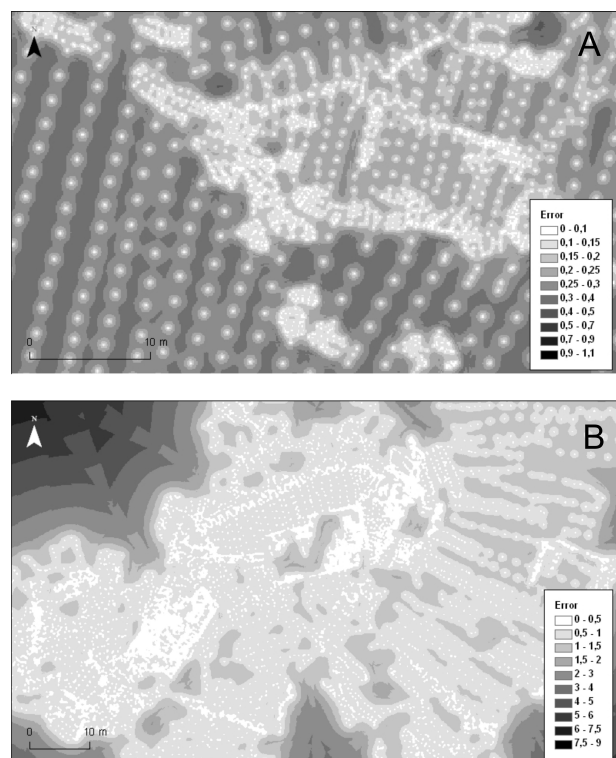 A
Error
0 - 0,1
0,1 - 0,15
0,15 - 0,2
0,2 - 0,25
0,25 - 0,3
0,3 - 0,4
0,4 - 0,5
0,5 - 0,7
0,7 - 0,9
0,9 - 1,1
0 10 m
N
B
Error
0 - 0,5
0,5 - 1
1 - 1,5
1,5 - 2
2 - 3
3 - 4
4 - 5
5 - 6
6 - 7,5
7,5 - 9
0 10 m